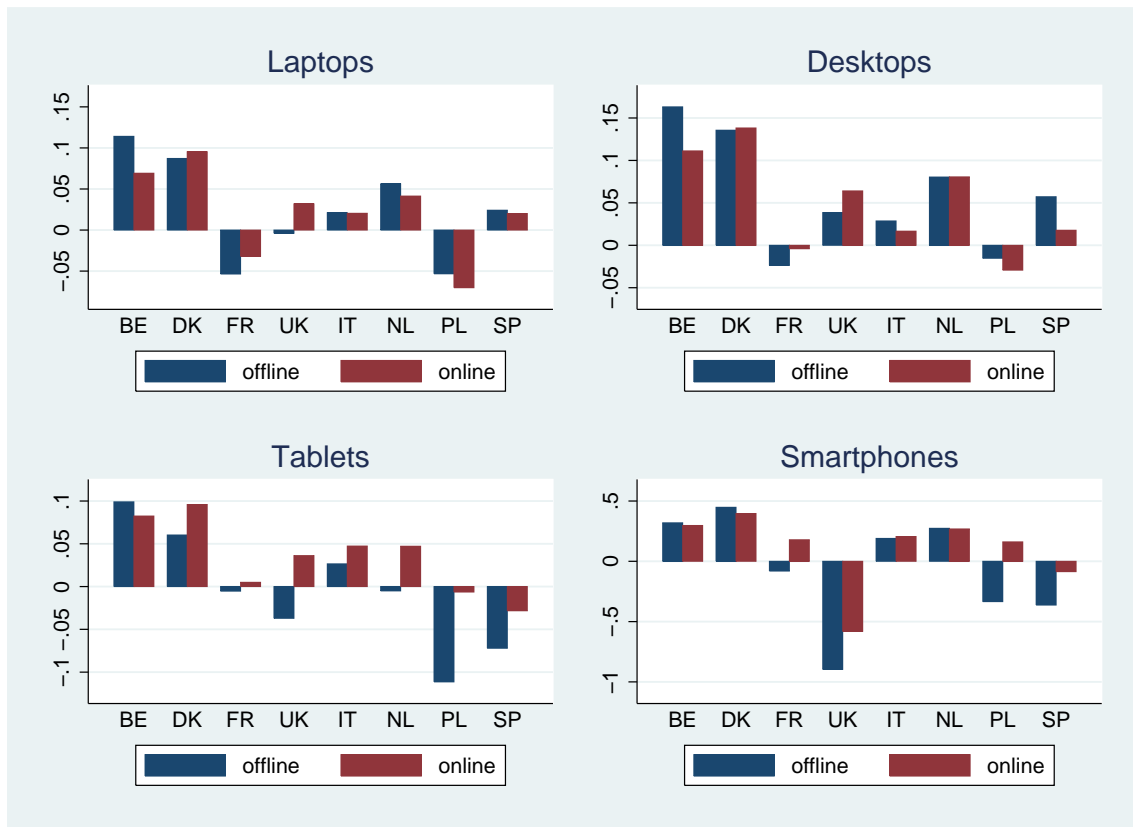 Laptops
.15
.1
.05
0
−.05
BE DK FR UK IT NL PL SP
offline online
Desktops
.15
.1
.05
0
−.05
BE DK FR UK IT NL PL SP
offline online
Tablets
.1
.05
0
−.05
−.1
BE DK FR UK IT NL PL SP
offline online
Smartphones
.5
0
−.5
−1
BE DK FR UK IT NL PL SP
offline online